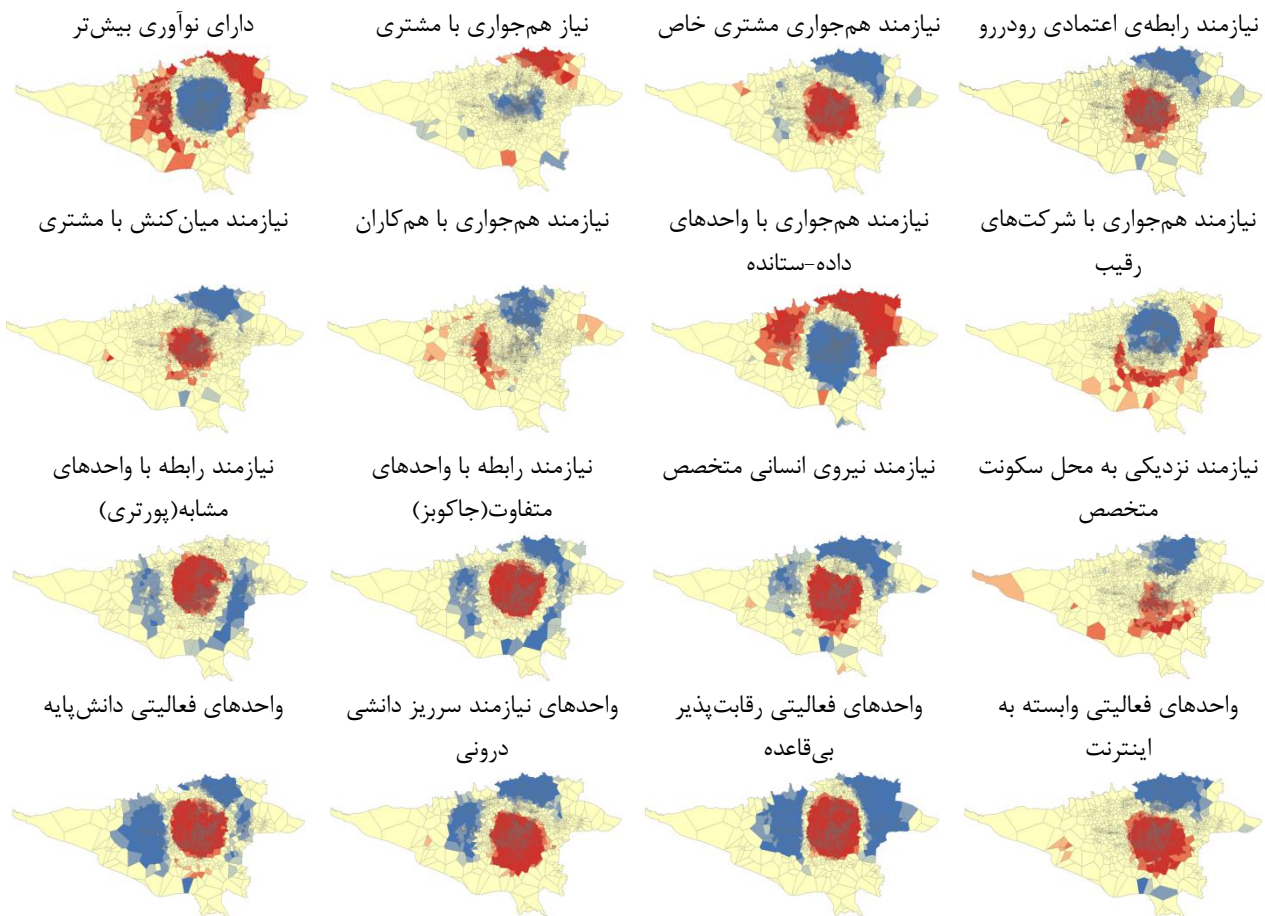 نیازمند رابطه‌ی اعتمادی رودررو
نیازمند هم‌جواری مشتری خاص
نیاز هم‌جواری با مشتری
دارای نوآوری بیش‌تر
نیازمند هم‌جواری با شرکت‌های
رقیب
نیازمند هم‌جواری با واحدهای
داده-ستانده
نیازمند هم‌جواری با هم‌کاران
نیازمند میان‌کنش با مشتری
نیازمند نزدیکی به محل سکونت
متخصص
نیازمند نیروی انسانی متخصص
نیازمند رابطه با واحدهای
متفاوت(جاکوبز)
نیازمند رابطه با واحدهای
مشابه(پورتری)
واحدهای فعالیتی وابسته به
اینترنت
واحدهای فعالیتی رقابت‌پذیر
بی‌قاعده
واحدهای نیازمند سرریز دانشی
درونی
واحدهای فعالیتی دانش‌پایه